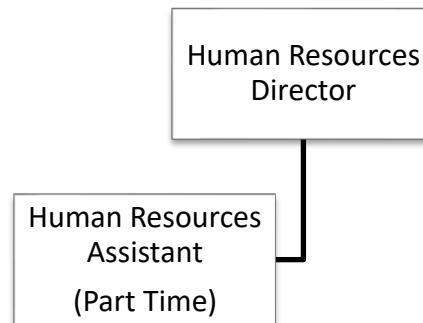 Human Resources
Director
Human Resources
Assistant
(Part Time)